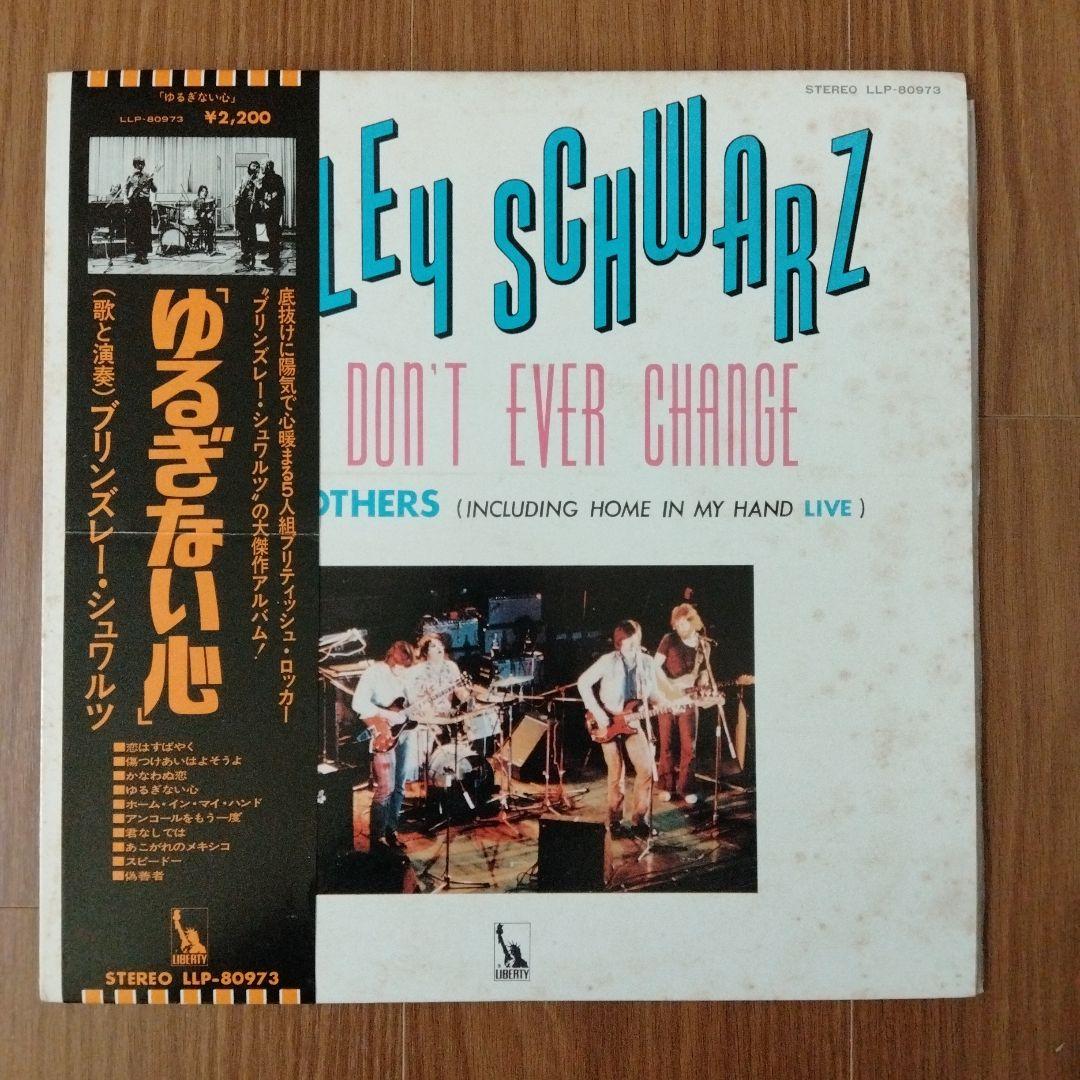 「ゆるぎない心」
LLP-80973 ¥2,200
底抜けに陽気で心暖まる5人組ブリティッシュ・ロッカー
“ブリンズレー・シュワルツ”の大傑作アルバム!
「ゆるぎない心」
(歌と演奏)ブリンズレー・シュワルツ
■恋はすばやく
■傷つけあいはよそうよ
■かなわぬ恋
■ゆるぎない心
■ホーム・イン・マイ・ハンド
■アンコールをもう一度
■君なしでは
■あこがれのメキシコ
■スピードー
■偽善者
LIBERTY
STEREO LLP-80973
STEREO LLP-80973
LEY SCHWARZ
DON'T EVER CHANGE
OTHERS (INCLUDING HOME IN MY HAND LIVE)
LIBERTY